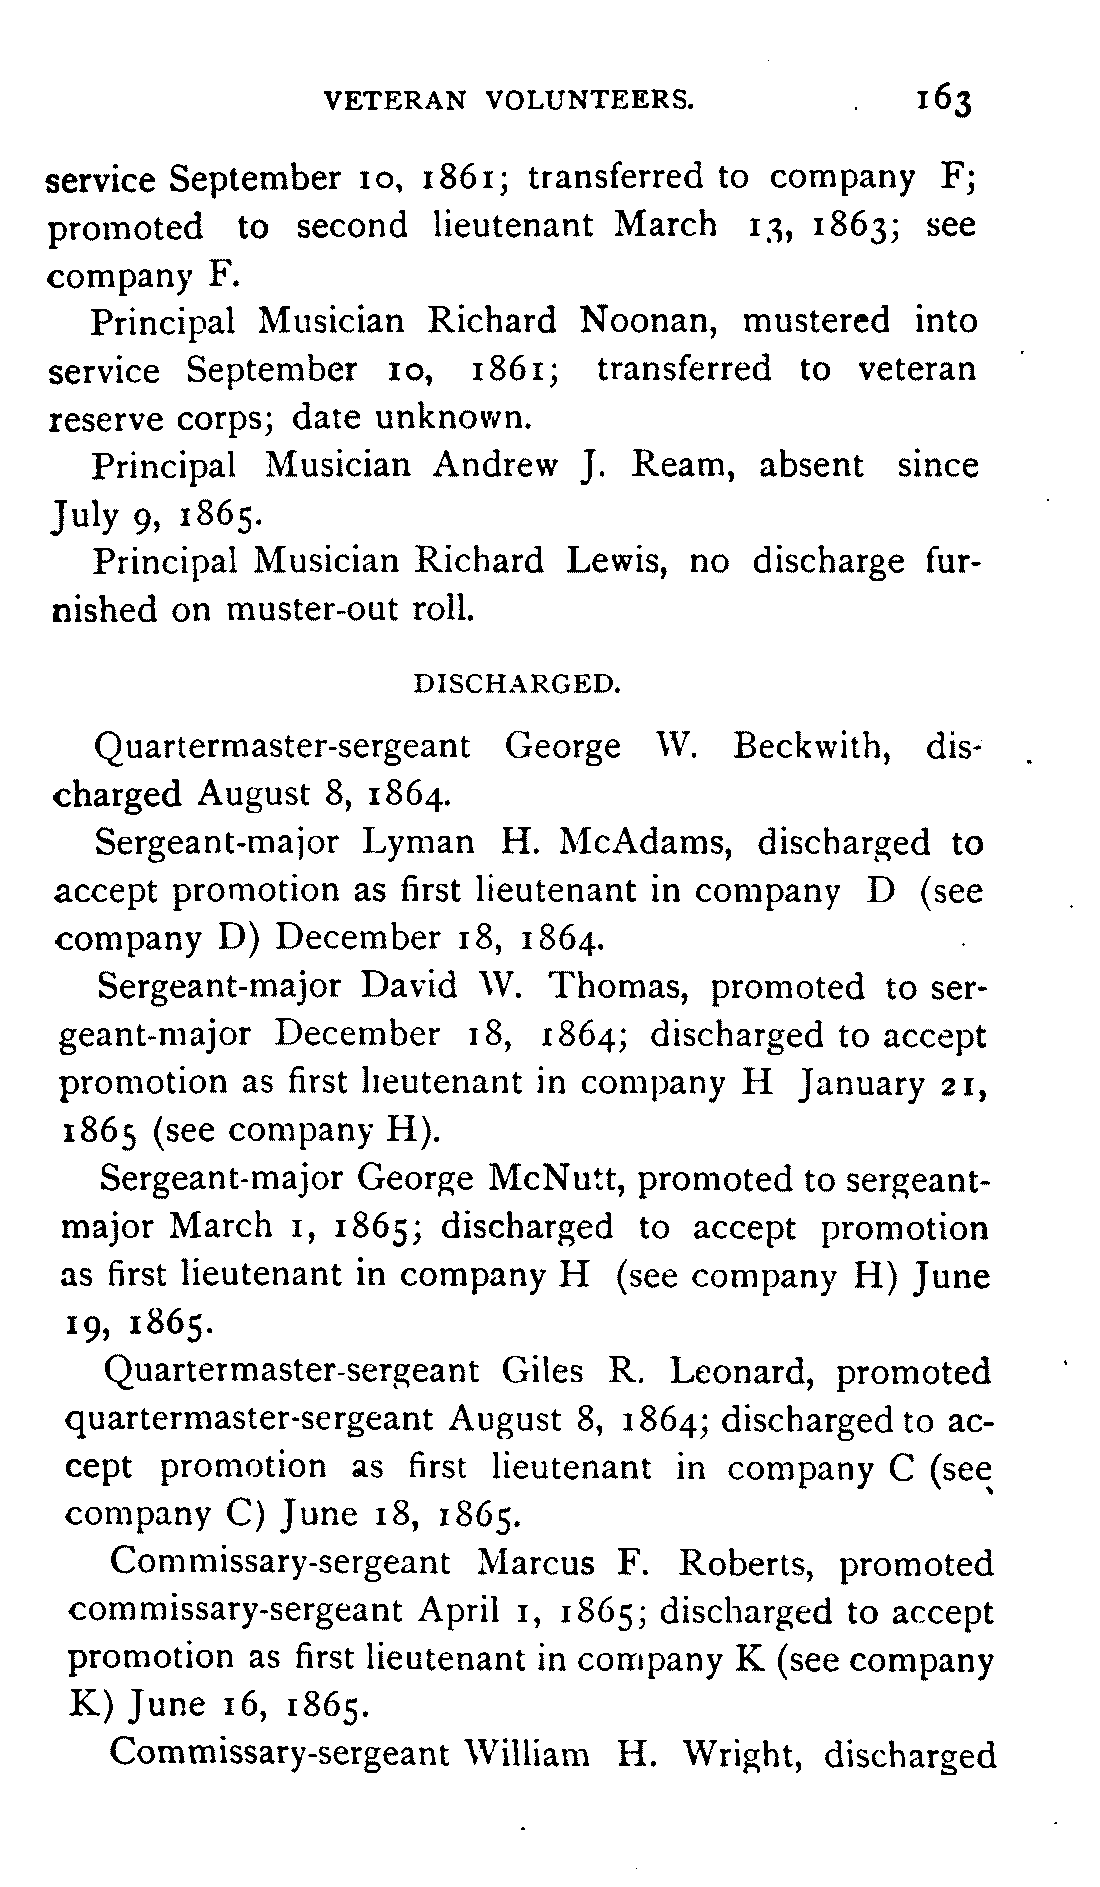 VETERAN VOLUNTEERS. 163
service September 10, 1861; transferred to company F;
promoted to second lieutenant March 13, 1863; see
company F.
Principal Musician Richard Noonan, mustered into
service September 10, 1861; transferred to veteran
reserve corps; date unknown.
Principal Musician Andrew J. Ream, absent since
July 9, 1865.
Principal Musician Richard Lewis, no discharge fur-
nished on muster-out roll.
DISCHARGED.
Quartermaster-sergeant George W. Beckwith, dis-
charged August 8, 1864.
Sergeant-major Lyman H. McAdams, discharged to
accept promotion as first lieutenant in company D (see
company D) December 18, 1864.
Sergeant-major David W. Thomas, promoted to ser-
geant-major December 18, 1864; discharged to accept
promotion as first lieutenant in company H January 21,
1865 (see company H).
Sergeant-major George McNutt, promoted to sergeant-
major March 1, 1865; discharged to accept promotion
as first lieutenant in company H (see company H) June
19, 1865.
Quartermaster-sergeant Giles R. Leonard, promoted
quartermaster-sergeant August 8, 1864; discharged to ac-
cept promotion as first lieutenant in company C (see
company C) June 18, 1865.
Commissary-sergeant Marcus F. Roberts, promoted
commissary-sergeant April 1, 1865; discharged to accept
promotion as first lieutenant in company K (see company
K) June 16, 1865.
Commissary-sergeant William H. Wright, discharged